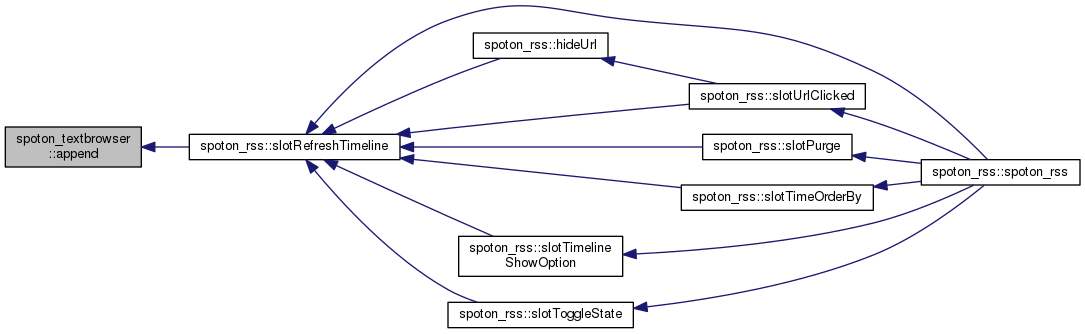 spoton_textbrowser
::append
spoton_rss::slotRefreshTimeline
spoton_rss::hideUrl
spoton_rss::slotUrlClicked
spoton_rss::slotPurge
spoton_rss::slotTimeOrderBy
spoton_rss::slotTimeline
ShowOption
spoton_rss::slotToggleState
spoton_rss::spoton_rss